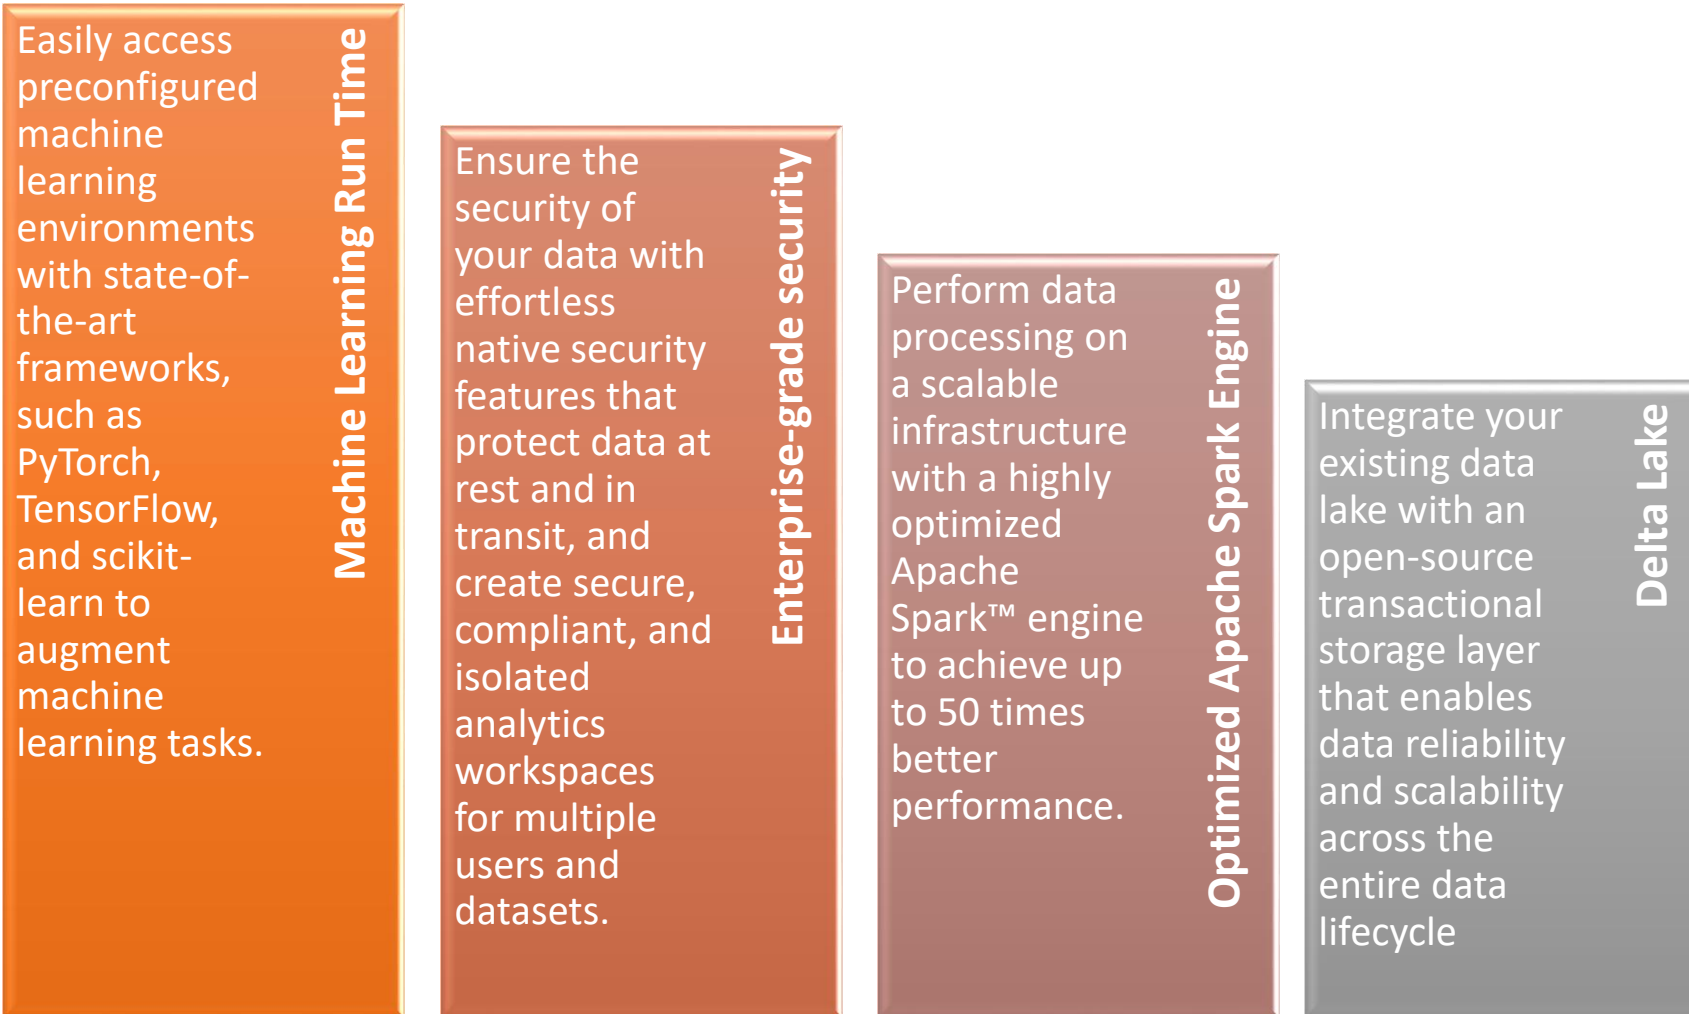 Easily access
preconfigured
machine
learning
environments
with state-of-
the-art
frameworks,
such as
PyTorch,
TensorFlow,
and scikit-
learn to
augment
machine
learning tasks.
Machine Learning Run Time
Ensure the
security of
your data with
effortless
native security
features that
protect data at
rest and in
transit, and
create secure,
compliant, and
isolated
analytics
workspaces
for multiple
users and
datasets.
Enterprise-grade security
Perform data
processing on
a scalable
infrastructure
with a highly
optimized
Apache
Spark™ engine
to achieve up
to 50 times
better
performance.
Optimized Apache Spark Engine
Integrate your
existing data
lake with an
open-source
transactional
storage layer
that enables
data reliability
and scalability
across the
entire data
lifecycle
Delta Lake